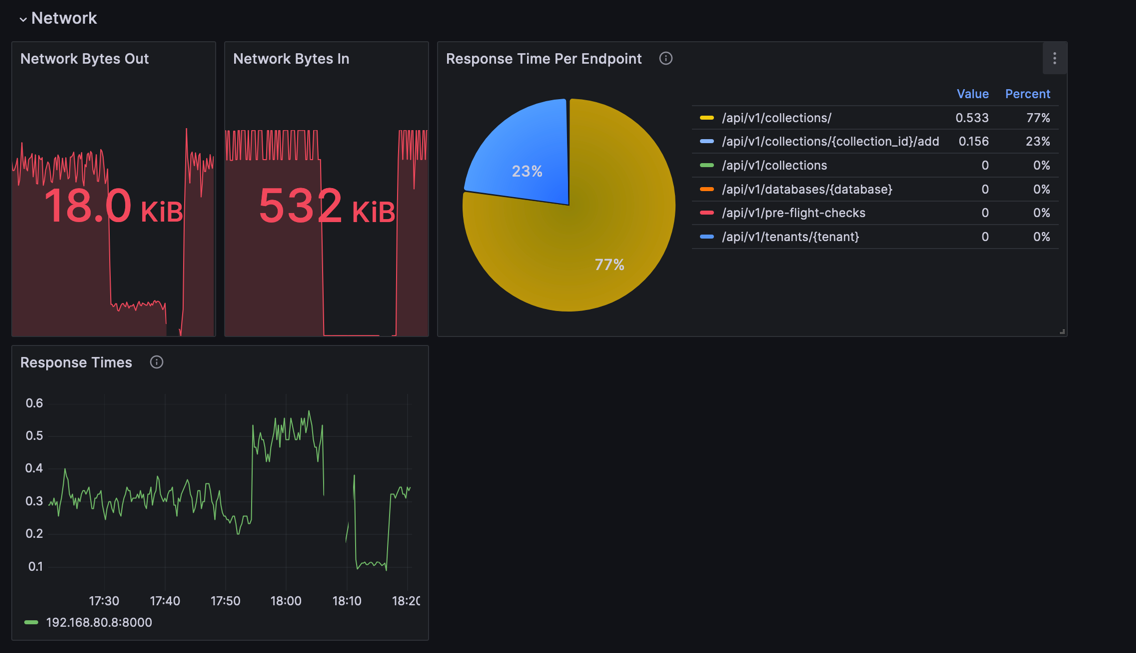 Network
Network Bytes Out
18.0 KiB
Network Bytes In
532 KiB
Response Time Per Endpoint
23%
77%
Value Percent
/api/v1/collections/ 0.533 77%
/api/v1/collections/{collection_id}/add 0.156 23%
/api/v1/collections 0 0%
/api/v1/databases/{database} 0 0%
/api/v1/pre-flight-checks 0 0%
/api/v1/tenants/{tenant} 0 0%
Response Times
0.6
0.5
0.4
0.3
0.2
0.1
17:30 17:40 17:50 18:00 18:10 18:20
192.168.80.8:8000